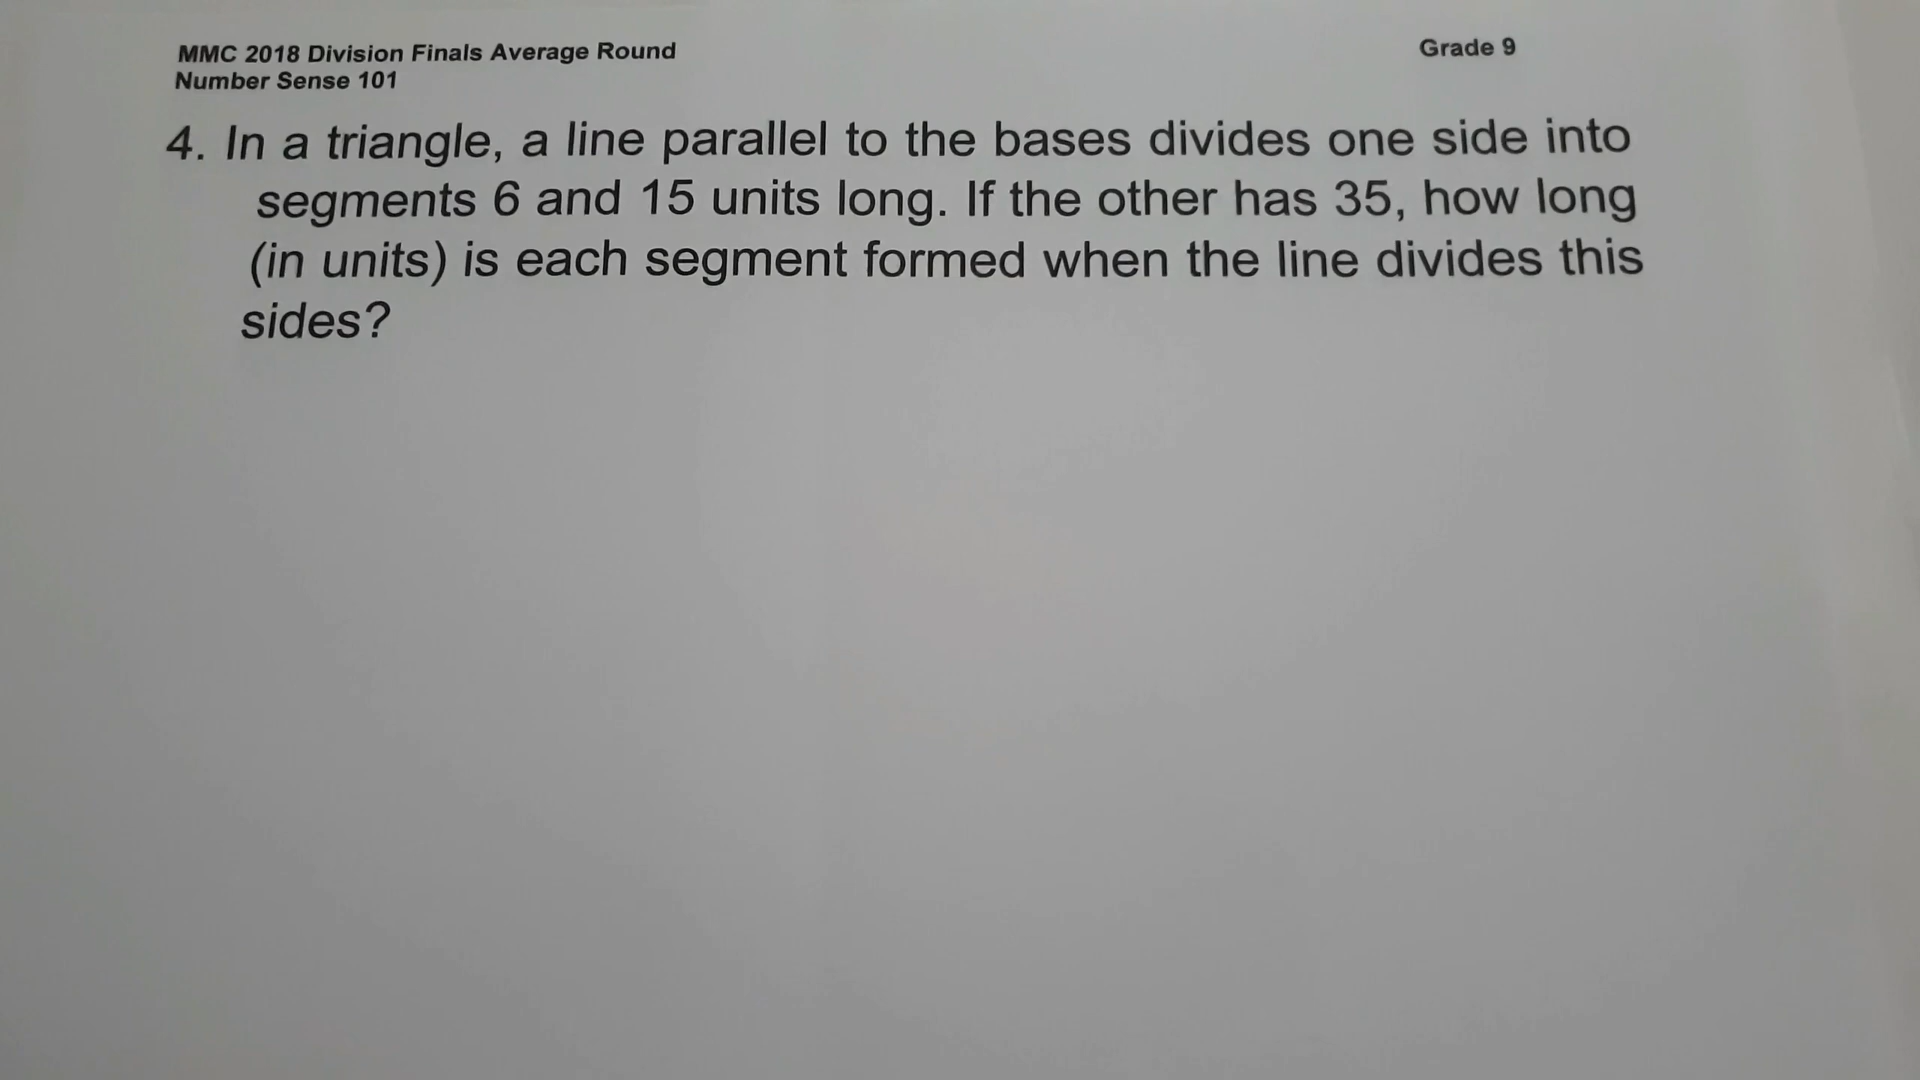 MMC 2018 Division Finals Average Round
Grade 9
Number Sense 101
4. In a triangle, a line parallel to the bases divides one side into
segments 6 and 15 units long. If the other has 35, how long
(in units) is each segment formed when the line divides this
sides?